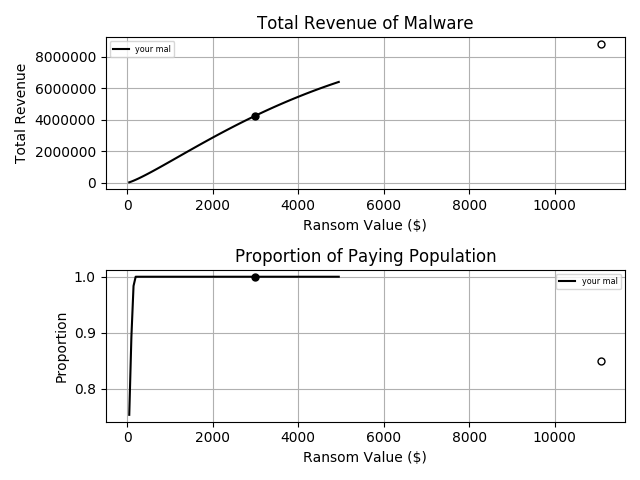 Total Revenue of Malware
your mal
8000000
6000000
4000000
2000000
0
Total Revenue
0 2000 4000 6000 8000 10000
Ransom Value ($)
Proportion of Paying Population
your mal
1.0
0.9
0.8
Proportion
0 2000 4000 6000 8000 10000
Ransom Value ($)